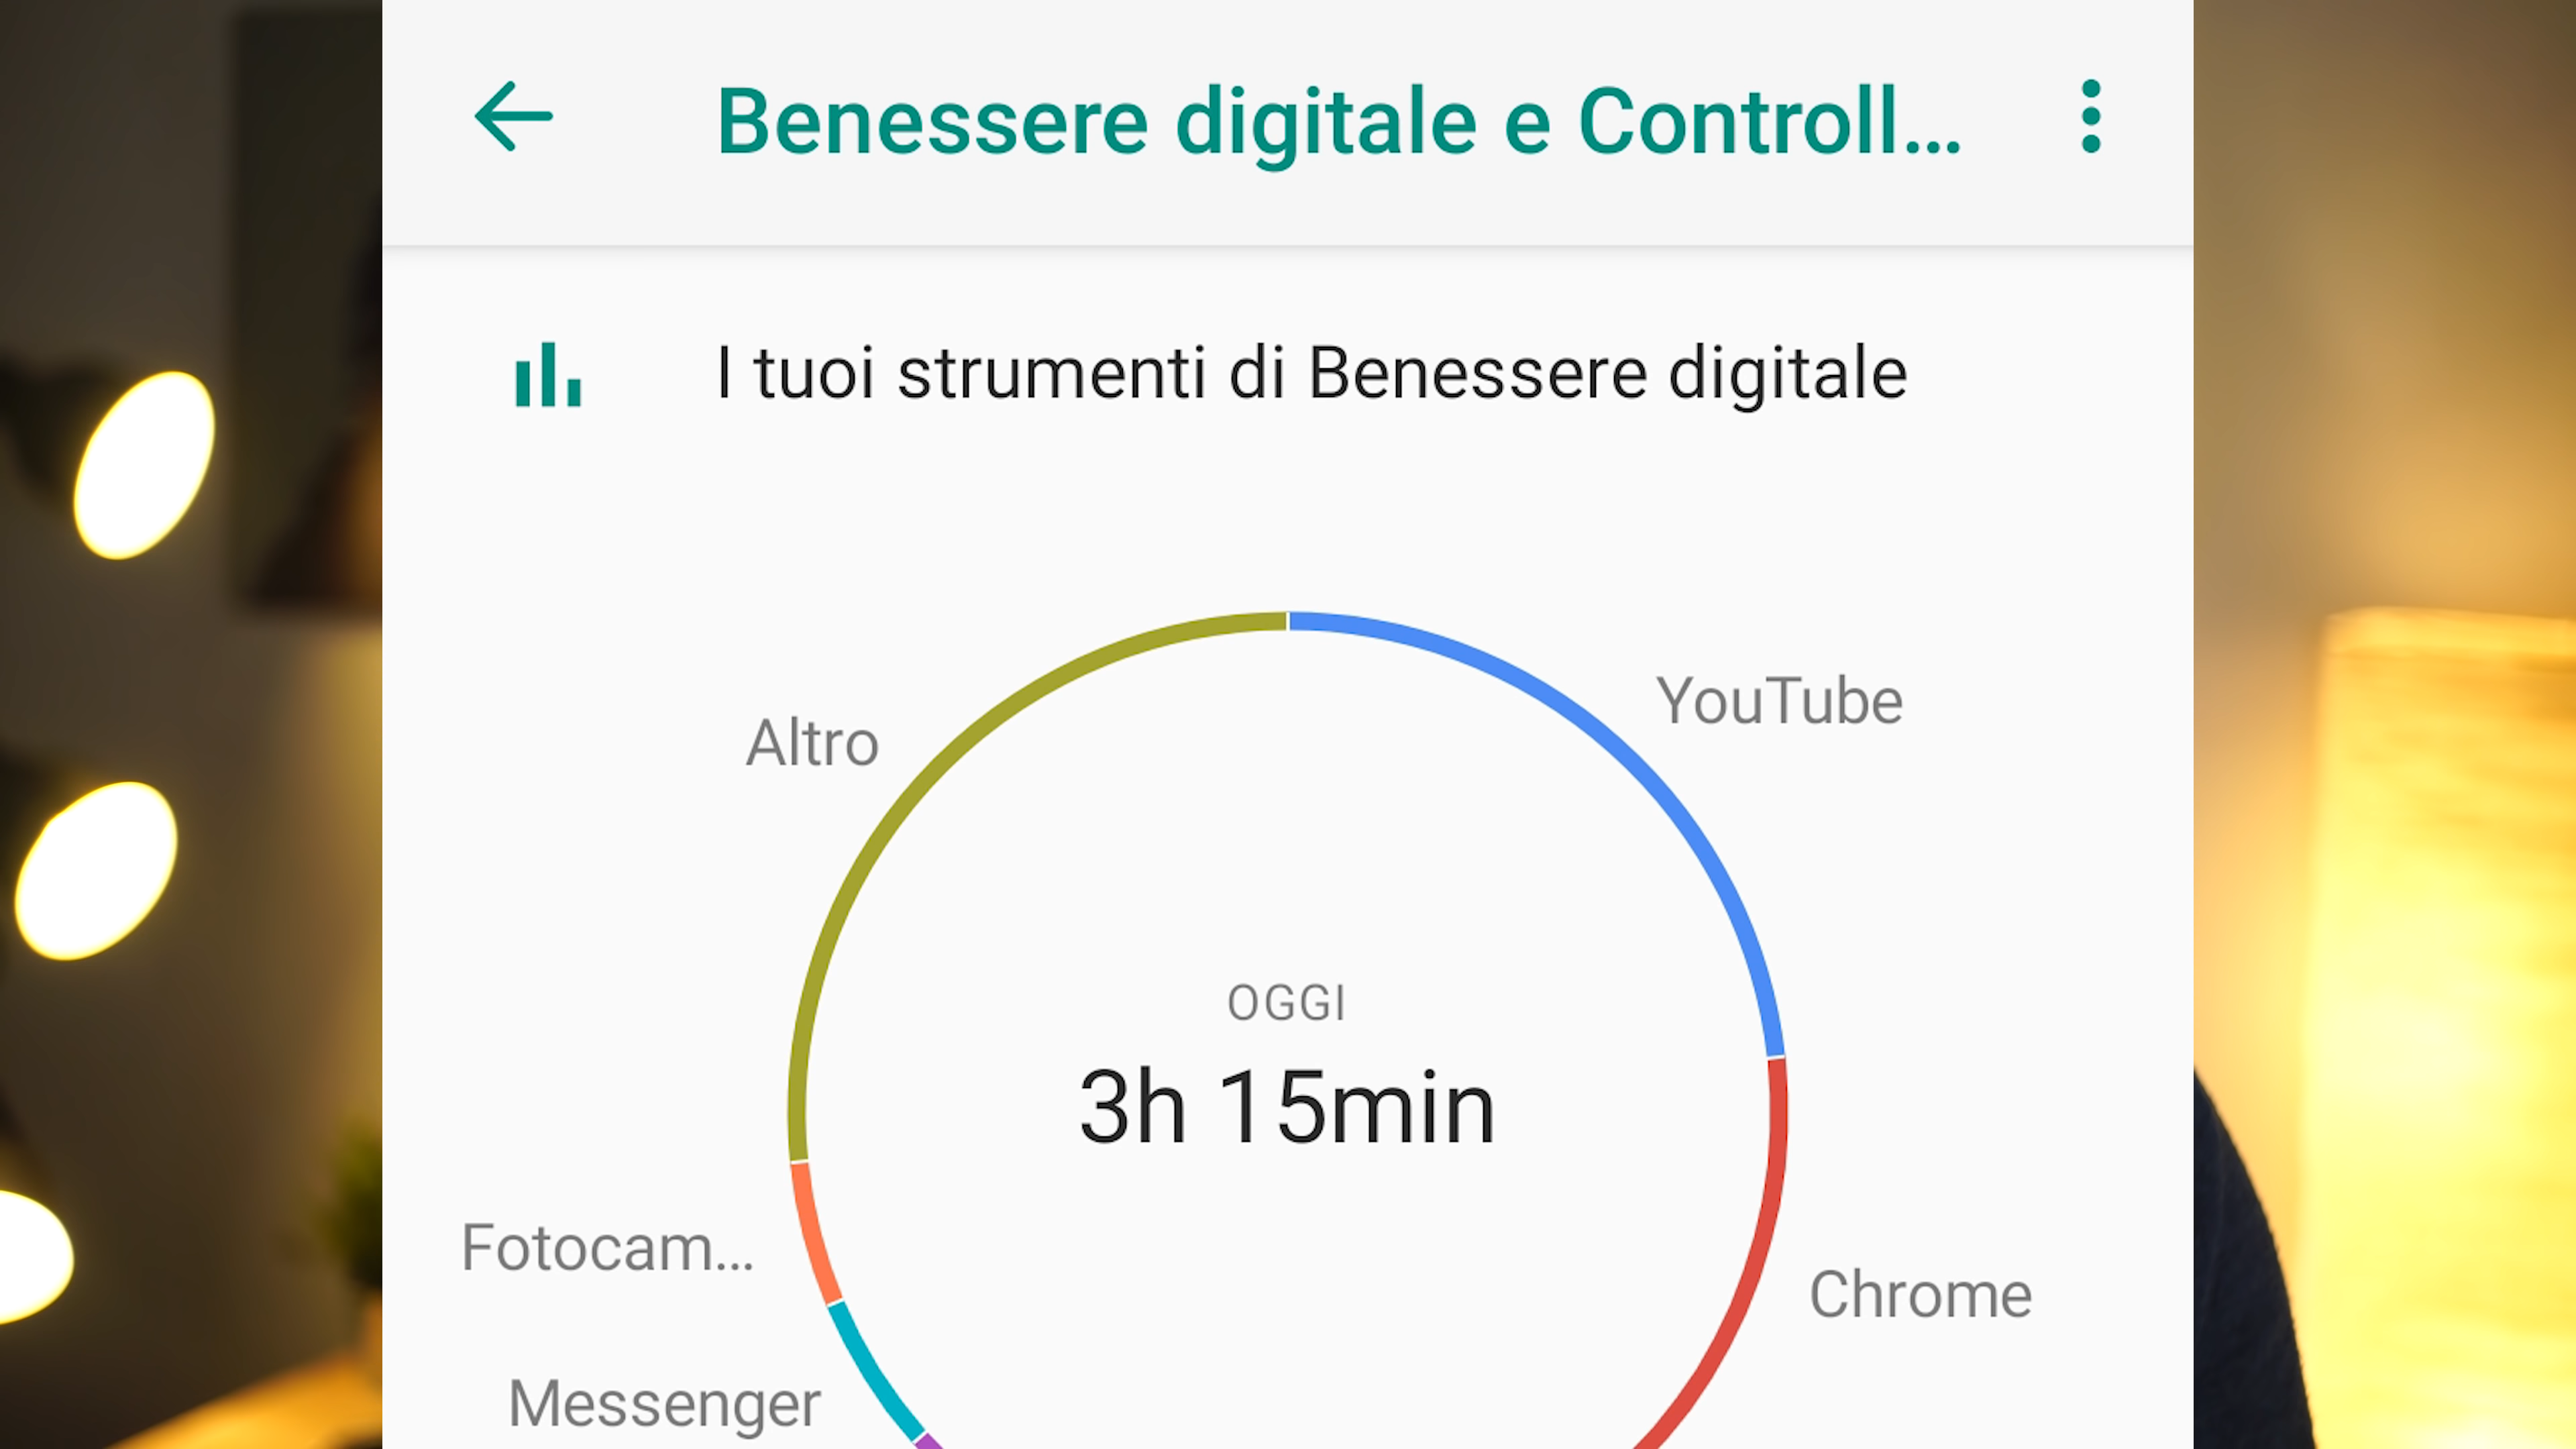 Benessere digitale e Controll...
I tuoi strumenti di Benessere digitale
YouTube
Altro
OGGI
3h 15min
Fotocam...
Chrome
Messenger